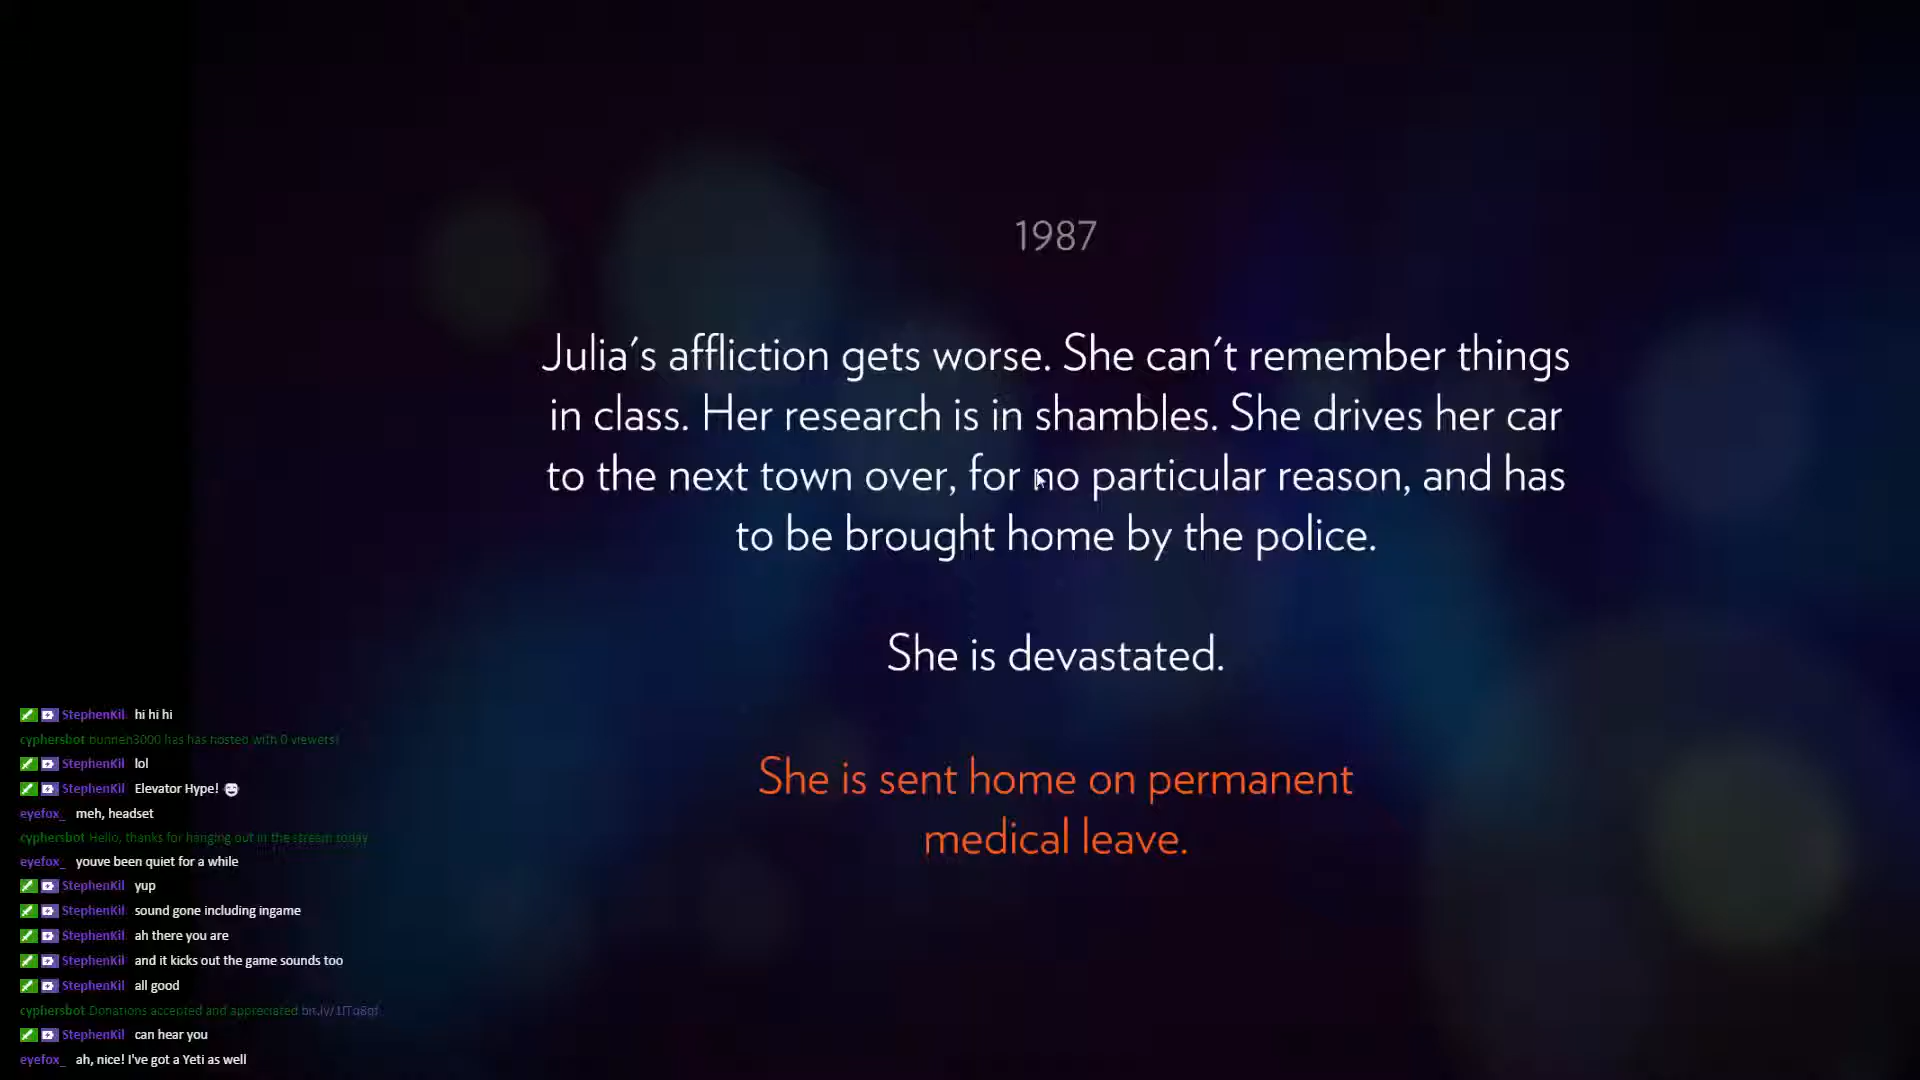 1987
Julia's affliction gets worse. She can't remember things
in class. Her research is in shambles. She drives her car
to the next town over, for no particular reason, and has
to be brought home by the police.
She is devastated.
She is sent home on permanent
medical leave.
StephenKil hi hi hi
cyphersbot bunneh3000 has has hosted with 0 viewers!
StephenKil lol
StephenKil Elevator Hype!
eyefox_ meh, headset
cyphersbot Hello, thanks for hanging out in the stream today
eyefox_ youve been quiet for a while
StephenKil yup
StephenKil sound gone including ingame
StephenKil ah there you are
StephenKil and it kicks out the game sounds too
StephenKil all good
cyphersbot Donations accepted and appreciated
StephenKil can hear you
eyefox_ ah, nice! I've got a Yeti as well